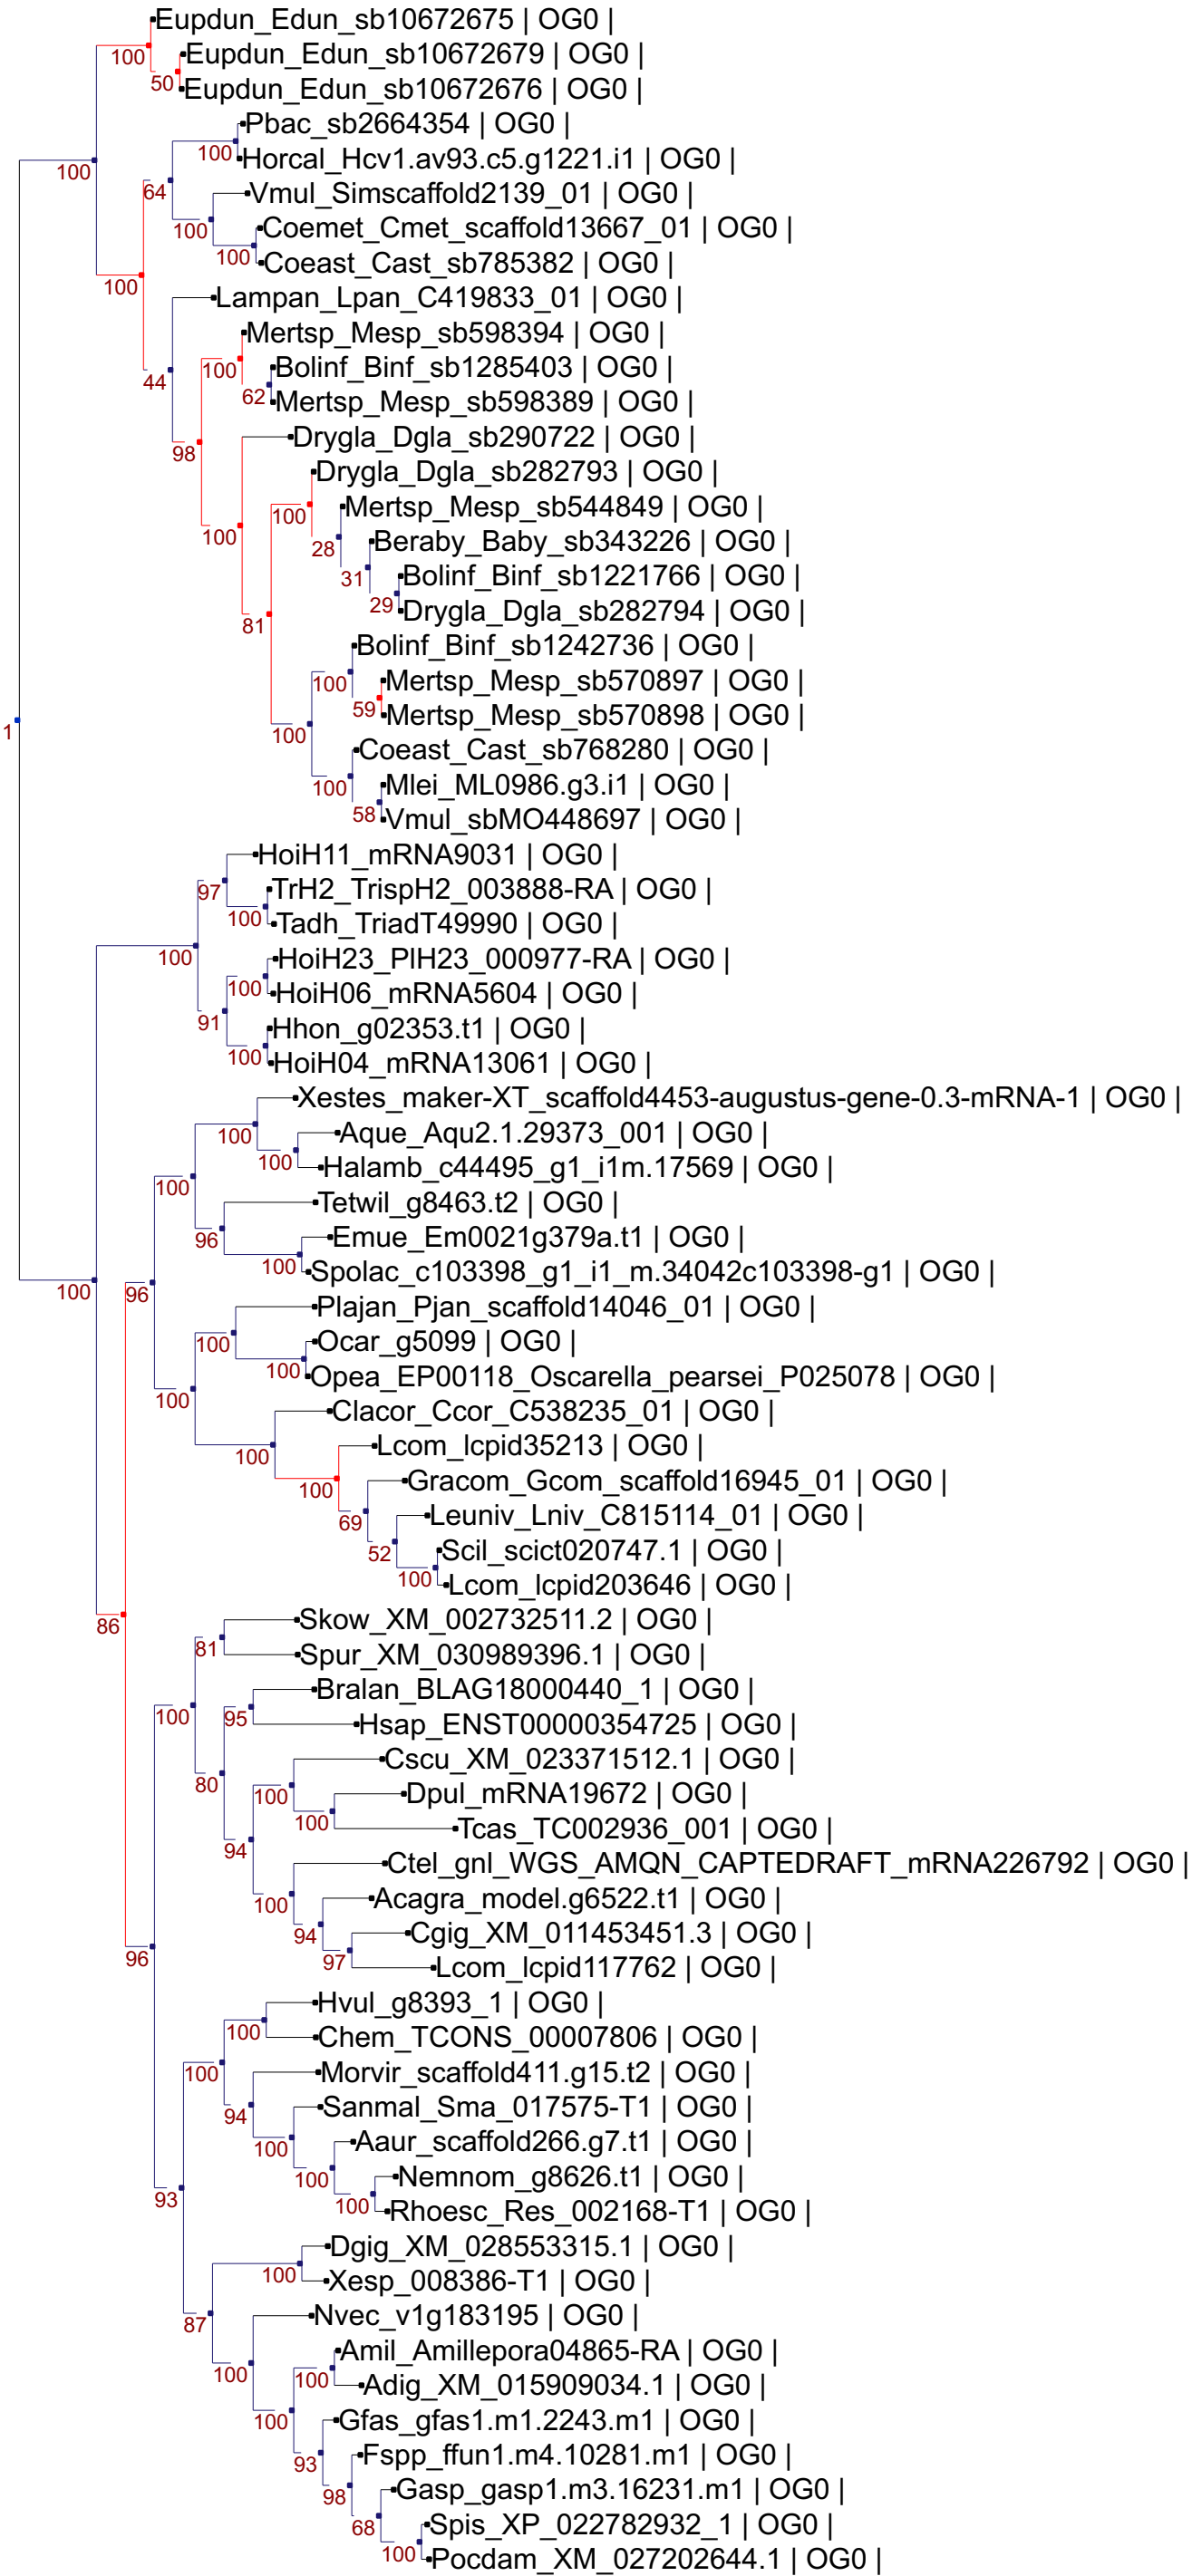 Eupdun_Edun_sb10672675 | OG0 |
100
Eupdun_Edun_sb10672679 | OG0 |
50
Eupdun_Edun_sb10672676 | OG0 |
Pbac_sb2664354 | OG0 |
100
Horcal_Hcv1.av93.c5.g1221.i1 | OG0 |
100
64
Vmul_Simscaffold2139_01 | OG0 |
100
Coemet_Cmet_scaffold13667_01 | OG0 |
100
Coeast_Cast_sb785382 | OG0 |
100
Lampan_Lpan_C419833_01 | OG0 |
Mertsp_Mesp_sb598394 | OG0 |
100
Bolinf_Binf_sb1285403 | OG0 |
44
62
Mertsp_Mesp_sb598389 | OG0 |
Drygla_Dgla_sb290722 | OG0 |
98
Drygla_Dgla_sb282793 | OG0 |
100
Mertsp_Mesp_sb544849 | OG0 |
100
28
Beraby_Baby_sb343226 | OG0 |
31
Bolinf_Binf_sb1221766 | OG0 |
29
Drygla_Dgla_sb282794 | OG0 |
81
Bolinf_Binf_sb1242736 | OG0 |
100
Mertsp_Mesp_sb570897 | OG0 |
59
Mertsp_Mesp_sb570898 | OG0 |
1
100
Coeast_Cast_sb768280 | OG0 |
100
Mlei_ML0986.g3.i1 | OG0 |
58
Vmul_sbMO448697 | OG0 |
HoiH11_mRNA9031 | OG0 |
97
TrH2_TrispH2_003888-RA | OG0 |
100
Tadh_TriadT49990 | OG0 |
100
HoiH23_PlH23_000977-RA | OG0 |
100
HoiH06_mRNA5604 | OG0 |
91
Hhon_g02353.t1 | OG0 |
100
HoiH04_mRNA13061 | OG0 |
Xestes_maker-XT_scaffold4453-augustus-gene-0.3-mRNA-1 | OG0 |
100
Aque_Aqu2.1.29373_001 | OG0 |
100
Halamb_c44495_g1_i1m.17569 | OG0 |
100
Tetwil_g8463.t2 | OG0 |
96
Emue_Em0021g379a.t1 | OG0 |
100
Spolac_c103398_g1_i1_m.34042c103398-g1 | OG0 |
100
96
Plajan_Pjan_scaffold14046_01 | OG0 |
100
Ocar_g5099 | OG0 |
100
Opea_EP00118_Oscarella_pearsei_P025078 | OG0 |
100
Clacor_Ccor_C538235_01 | OG0 |
100
Lcom_lcpid35213 | OG0 |
100
Gracom_Gcom_scaffold16945_01 | OG0 |
69
Leuniv_Lniv_C815114_01 | OG0 |
52
Scil_scict020747.1 | OG0 |
100
Lcom_lcpid203646 | OG0 |
86
Skow_XM_002732511.2 | OG0 |
81
Spur_XM_030989396.1 | OG0 |
Bralan_BLAG18000440_1 | OG0 |
100
95
Hsap_ENST00000354725 | OG0 |
Cscu_XM_023371512.1 | OG0 |
80
100
Dpul_mRNA19672 | OG0 |
100
Tcas_TC002936_001 | OG0 |
94
Ctel_gnl_WGS_AMQN_CAPTEDRAFT_mRNA226792 | OG0 |
100
Acagra_model.g6522.t1 | OG0 |
94
Cgig_XM_011453451.3 | OG0 |
96
97
Lcom_lcpid117762 | OG0 |
Hvul_g8393_1 | OG0 |
100
Chem_TCONS_00007806 | OG0 |
100
Morvir_scaffold411.g15.t2 | OG0 |
94
Sanmal_Sma_017575-T1 | OG0 |
100
Aaur_scaffold266.g7.t1 | OG0 |
100
Nemnom_g8626.t1 | OG0 |
93
100
Rhoesc_Res_002168-T1 | OG0 |
Dgig_XM_028553315.1 | OG0 |
100
Xesp_008386-T1 | OG0 |
87
Nvec_v1g183195 | OG0 |
100
Amil_Amillepora04865-RA | OG0 |
100
Adig_XM_015909034.1 | OG0 |
100
Gfas_gfas1.m1.2243.m1 | OG0 |
93
Fspp_ffun1.m4.10281.m1 | OG0 |
98
Gasp_gasp1.m3.16231.m1 | OG0 |
68
Spis_XP_022782932_1 | OG0 |
100
Pocdam_XM_027202644.1 | OG0 |